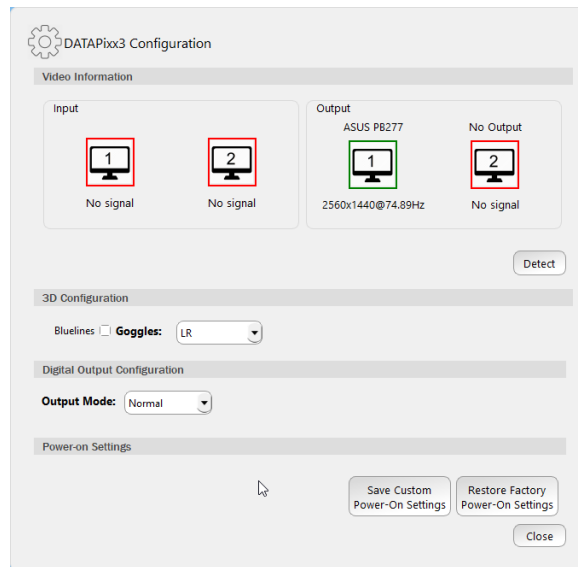 DATAPixx3 Configuration
Video Information
Input
1
No signal
2
No signal
Output
ASUS PB277
1
2560x1440@74.89Hz
No Output
2
No signal
Detect
3D Configuration
Bluelines Goggles: LR
Digital Output Configuration
Output Mode: Normal
Power-on Settings
Save Custom
Power-On Settings
Restore Factory
Power-On Settings
Close